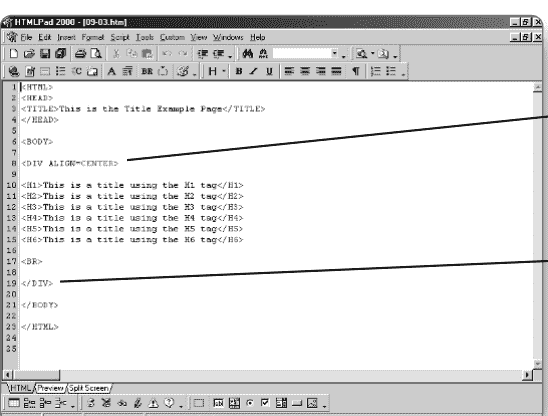 HTMLPad 2000 - [09-03.htm]
File Edit Insert Format Script Tools Custom View Windows Help
1 <HTML>
2 <HEAD>
3 <TITLE>This is the Title Example Page</TITLE>
4 </HEAD>
5
6 <BODY>
7
8 <DIV ALIGN=CENTER>
9
10 <H1>This is a title using the H1 tag</H1>
11 <H2>This is a title using the H2 tag</H2>
12 <H3>This is a title using the H3 tag</H3>
13 <H4>This is a title using the H4 tag</H4>
14 <H5>This is a title using the H5 tag</H5>
15 <H6>This is a title using the H6 tag</H6>
16
17 <BR>
18
19 </DIV>
20
21 </BODY>
22
23 </HTML>
24
25
HTML Preview Split Screen